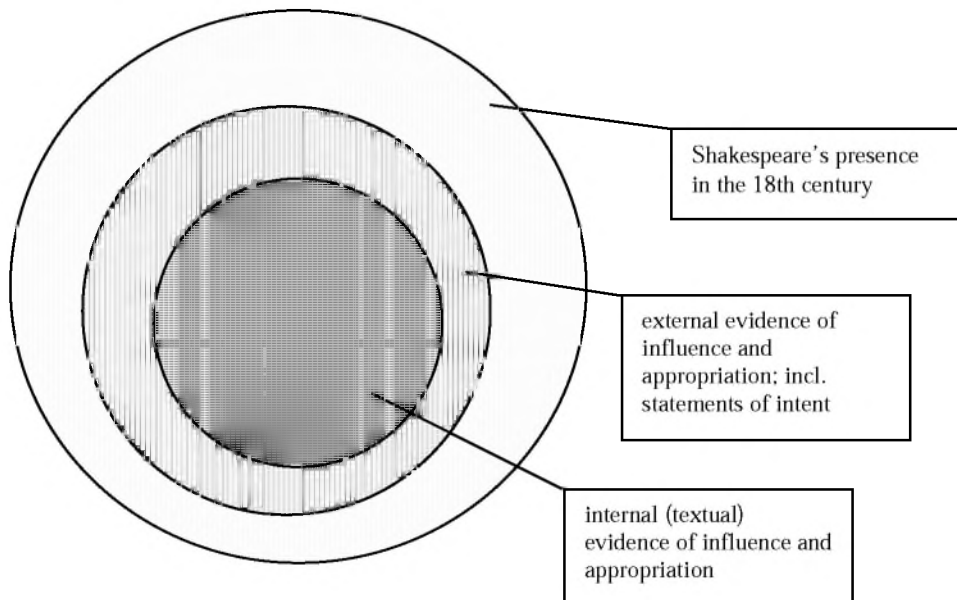 Shakespeare’s presence
in the 18th century
external evidence of
influence and
appropriation; incl.
statements of intent
internal (textual)
evidence of influence and
appropriation